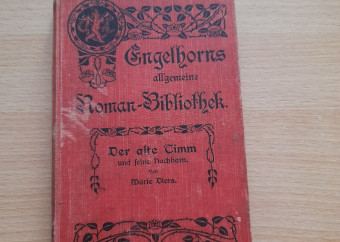 Engelhorns
allgemeine
Roman-Bibliothek.
Der alte Timm
und seine Nachbarn.
von
Marie Diers.